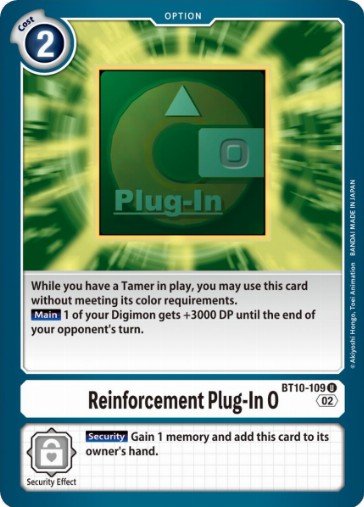 OPTION
Cost
2
Plug-In
O
While you have a Tamer in play, you may use this card
without meeting its color requirements.
Main 1 of your Digimon gets +3000 DP until the end of
your opponent's turn.
©Akiyoshi Hongo, Toei Animation BANDAI MADE IN JAPAN
BT10-109 U
Reinforcement Plug-In O
02
Security Gain 1 memory and add this card to its
owner's hand.
Security Effect